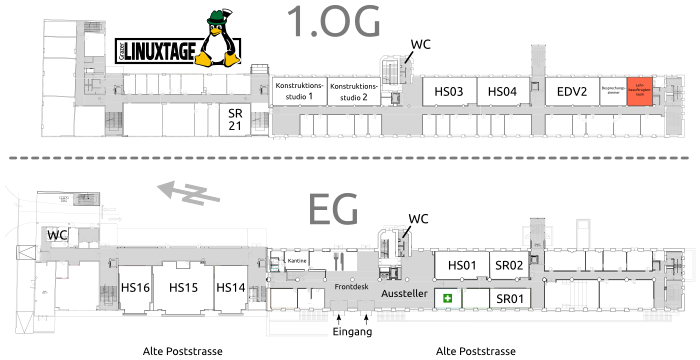 1.OG
Grazer
LINUXTAGE
WC
Konstruktions-
studio 1
Konstruktions-
studio 2
HS03
HS04
EDV2
Besprechungs-
zimmer
SR
21
EG
WC
WC
Kantine
HS01
SR02
HS16
HS15
HS14
Frontdesk
Aussteller
SR01
Eingang
Alte Poststrasse
Alte Poststrasse